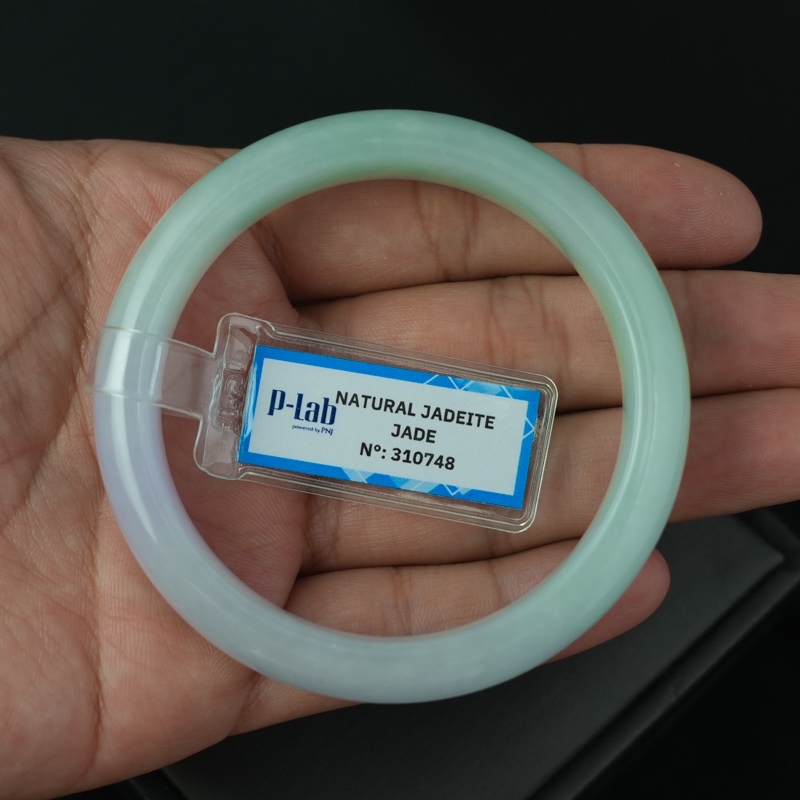 p-Lab
powered by PNJ
NATURAL JADEITE
JADE
Nº: 310748